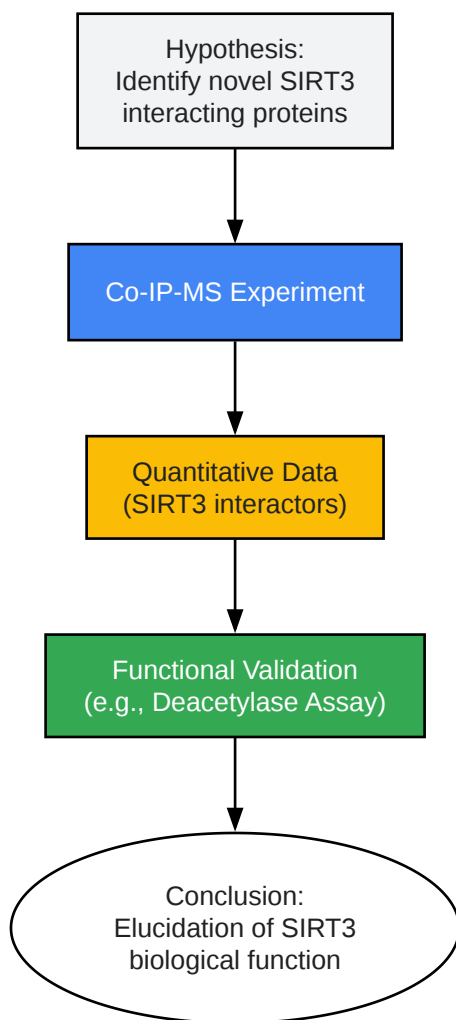 Hypothesis:
Identify novel SIRT3
interacting proteins
Co-IP-MS Experiment
Quantitative Data
(SIRT3 interactors)
Functional Validation
(e.g., Deacetylase Assay)
Conclusion:
Elucidation of SIRT3
biological function